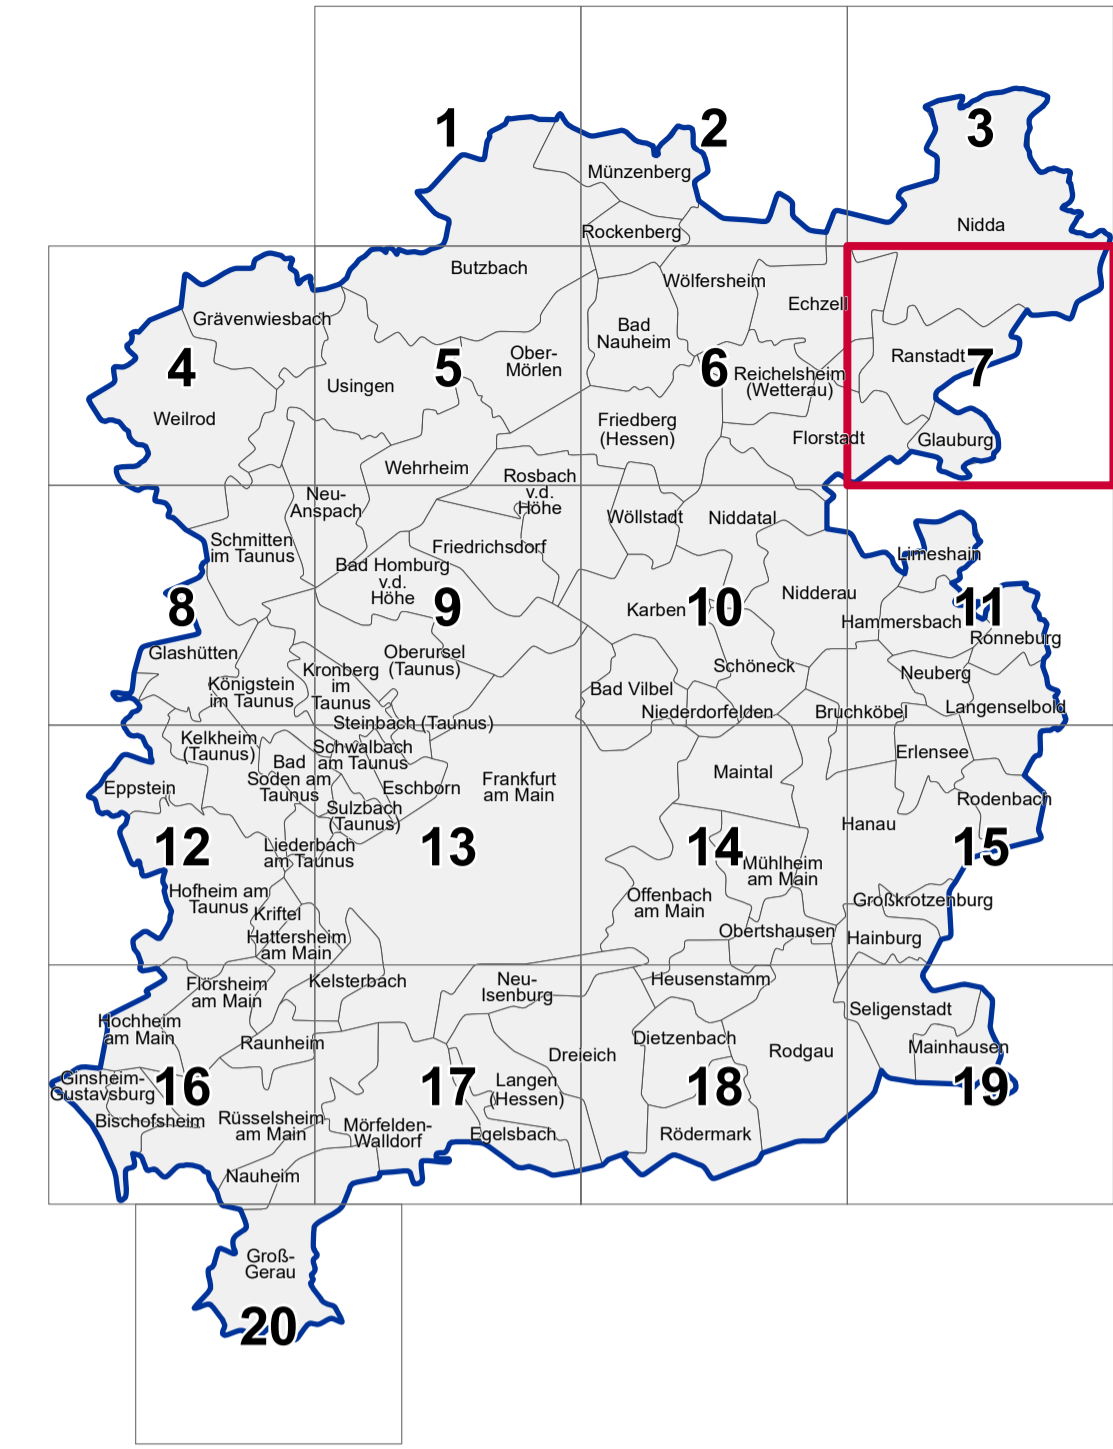 1
2
3
Münzenberg
Nidda
Rockenberg
Butzbach
Wölfersheim
Echzell
Grävenwiesbach
Bad
Nauheim
Ober-
Mörlen
Ranstadt
4
5
6
7
Usingen
Reichelsheim
(Wetterau)
Weilrod
Friedberg
(Hessen)
Florstadt
Glauburg
Wehrheim
Rosbach
v.d.
Höhe
Neu-
Anspach
Wöllstadt
Niddatal
Schmitten
im Taunus
Friedrichsdorf
Limeshain
Bad Homburg
v.d.
Höhe
Nidderau
8
9
10
11
Karben
Hammersbach
Ronneburg
Glashütten
Oberursel
(Taunus)
Kronberg
im
Taunus
Schöneck
Neuberg
Königstein
im Taunus
Bad Vilbel
Niederdorfelden
Bruchköbel
Langenselbold
Steinbach (Taunus)
Kelkheim
(Taunus)
Schwalbach
am Taunus
Erlensee
Bad
Soden am
Taunus
Maintal
Eppstein
Eschborn
Frankfurt
am Main
Rodenbach
Sulzbach
(Taunus)
Hanau
12
13
14
15
Liederbach
am Taunus
Mühlheim
am Main
Hofheim am
Taunus
Offenbach
am Main
Großkrotzenburg
Kriftel
Hattersheim
am Main
Obertshausen
Hainburg
Flörsheim
am Main
Kelsterbach
Neu-
Isenburg
Heusenstamm
Seligenstadt
Hochheim
am Main
Raunheim
Dietzenbach
Dreieich
Rodgau
Mainhausen
Ginsheim-
Gustavsburg
16
17
18
19
Langen
(Hessen)
Bischofsheim
Rüsselsheim
am Main
Mörfelden-
Walldorf
Egelsbach
Rödermark
Nauheim
Groß-
Gerau
20